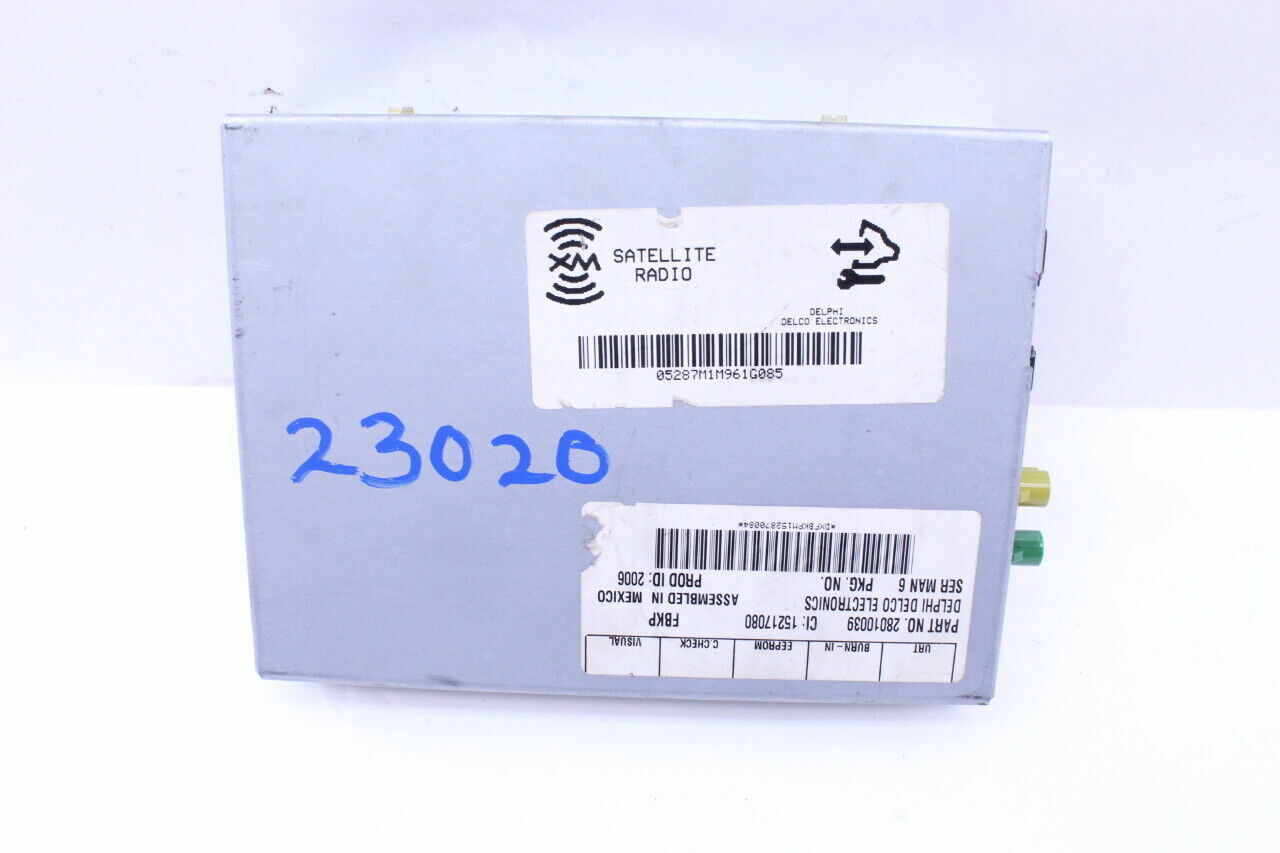 XM
SATELLITE
RADIO
DELPHI
DELCO ELECTRONICS
05287M1M961G085
23020
URT BURN-IN EEPROM C.CHECK VISUAL
PART NO. 28010039 CI: 15217080 FBKP
DELPHI DELCO ELECTRONICS ASSEMBLED IN MEXICO
SER MAN 6 PKG. NO. PROD ID: 2006
*DXFBKPM152870084*